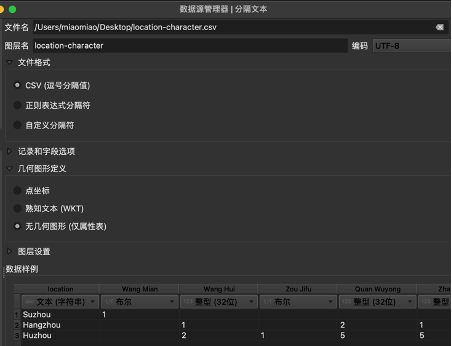 数据源管理器 | 分隔文本
文件名 /Users/miaomiao/Desktop/location-character.csv
图层名 location-character 编码 UTF-8
文件格式
CSV (逗号分隔值)
正则表达式分隔符
自定义分隔符
记录和字段选项
几何图形定义
点坐标
熟知文本 (WKT)
无几何图形 (仅属性表)
图层设置
数据样例
location Wang Mian Wang Hui Zou Jifu Quan Wuyong Zha
abc 文本 (字符串) 布尔 123 整型 (32位) 布尔 123 整型 (32位) 123 整型
1 Suzhou 1
2 Hangzhou 1 2 1
3 Huzhou 2 1 5 5